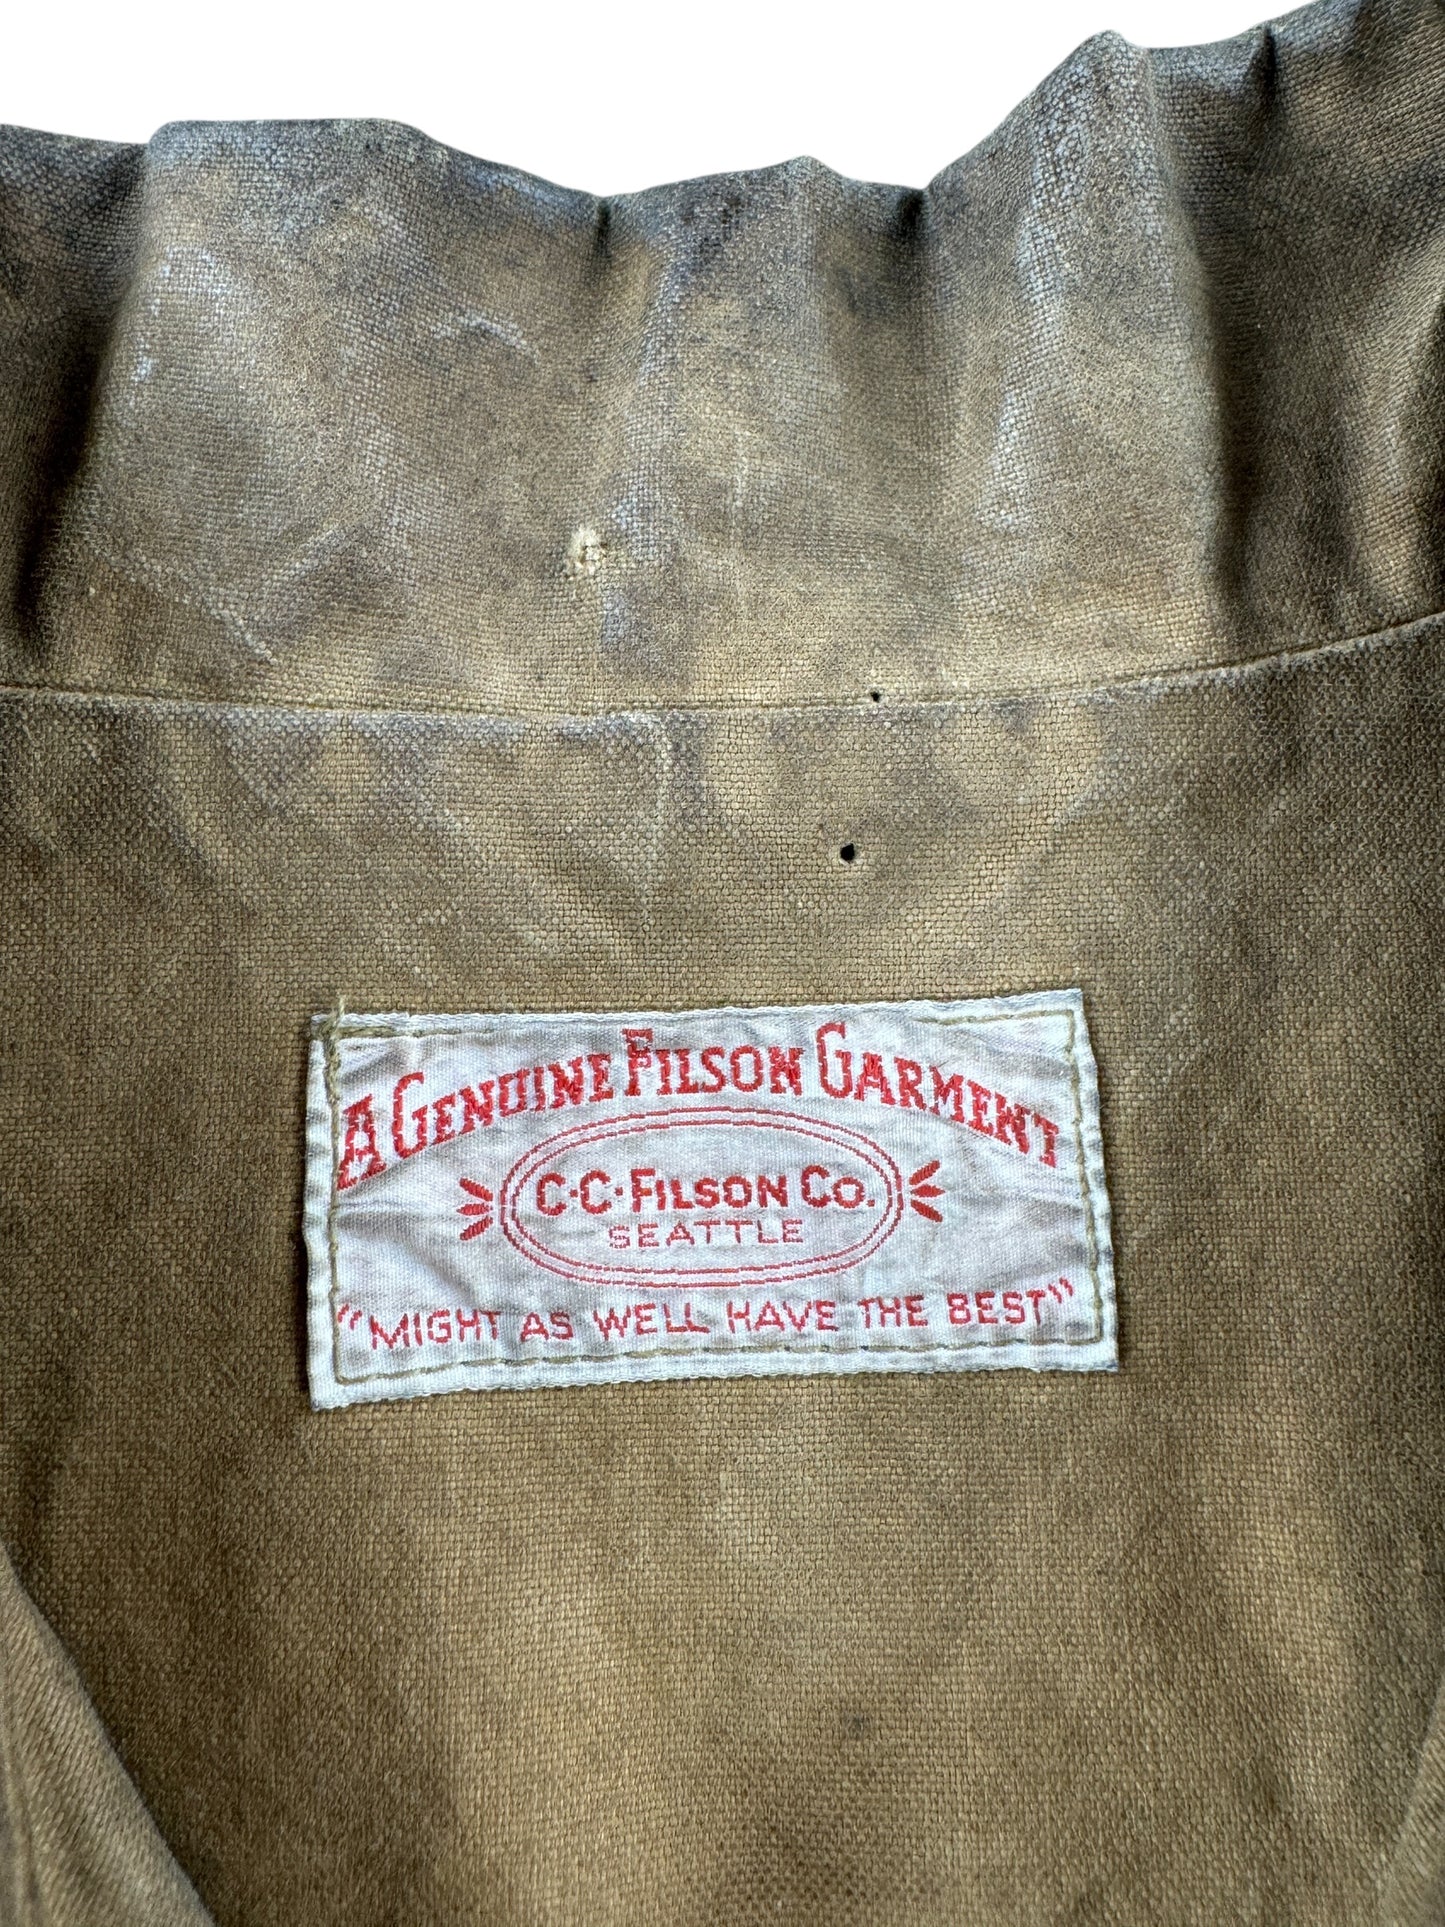 A GENUINE FILSON GARMENT
C·C·FILSON CO.
SEATTLE
"MIGHT AS WELL HAVE THE BEST"